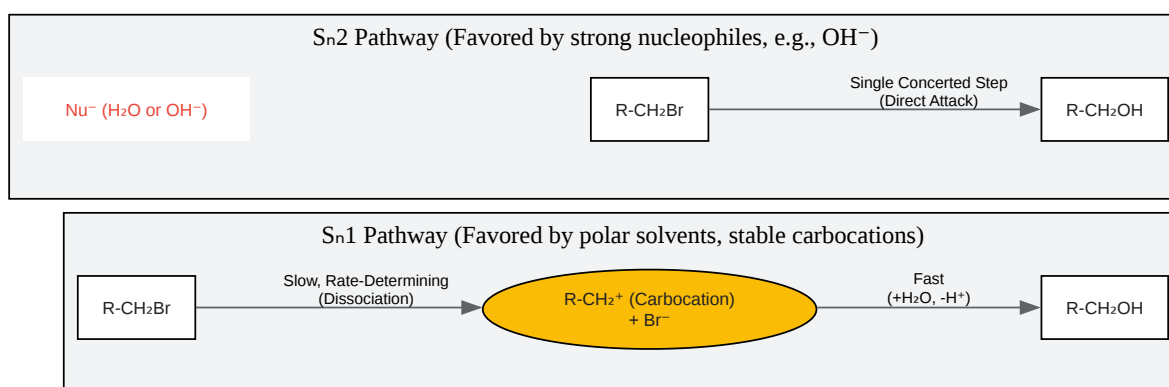 Sₙ2 Pathway (Favored by strong nucleophiles, e.g., OH⁻)
Nu⁻ (H₂O or OH⁻)
R-CH₂Br
Single Concerted Step
(Direct Attack)
R-CH₂OH
Sₙ1 Pathway (Favored by polar solvents, stable carbocations)
R-CH₂Br
Slow, Rate-Determining
(Dissociation)
R-CH₂⁺ (Carbocation)
+ Br⁻
Fast
(+H₂O, -H⁺)
R-CH₂OH